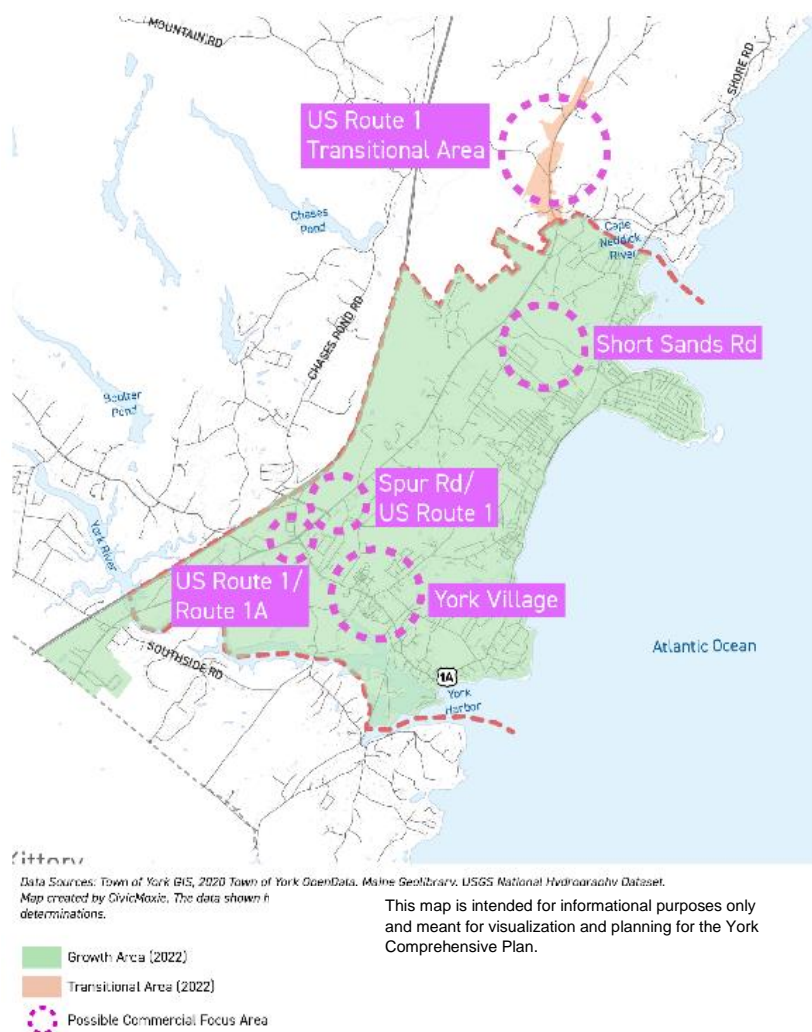 MOUNTAIN RD
SHORE RD
US Route 1
Transitional Area
Chases
Pond
Cape
Neddick
River
CHASES POND RD
Short Sands Rd
Boulter
Pond
Spur Rd/
US Route 1
York River
US Route 1/
Route 1A
York Village
SOUTHSIDE RD
Atlantic Ocean
1A
York
Harbor
Kittery
Data Sources: Town of York GIS, 2020 Town of York OpenData, Maine Geolibrary, USGS National Hydrography Dataset.
Map created by CivicMoxie. The data shown h
determinations.
This map is intended for informational purposes only
and meant for visualization and planning for the York
Comprehensive Plan.
Growth Area (2022)
Transitional Area (2022)
Possible Commercial Focus Area